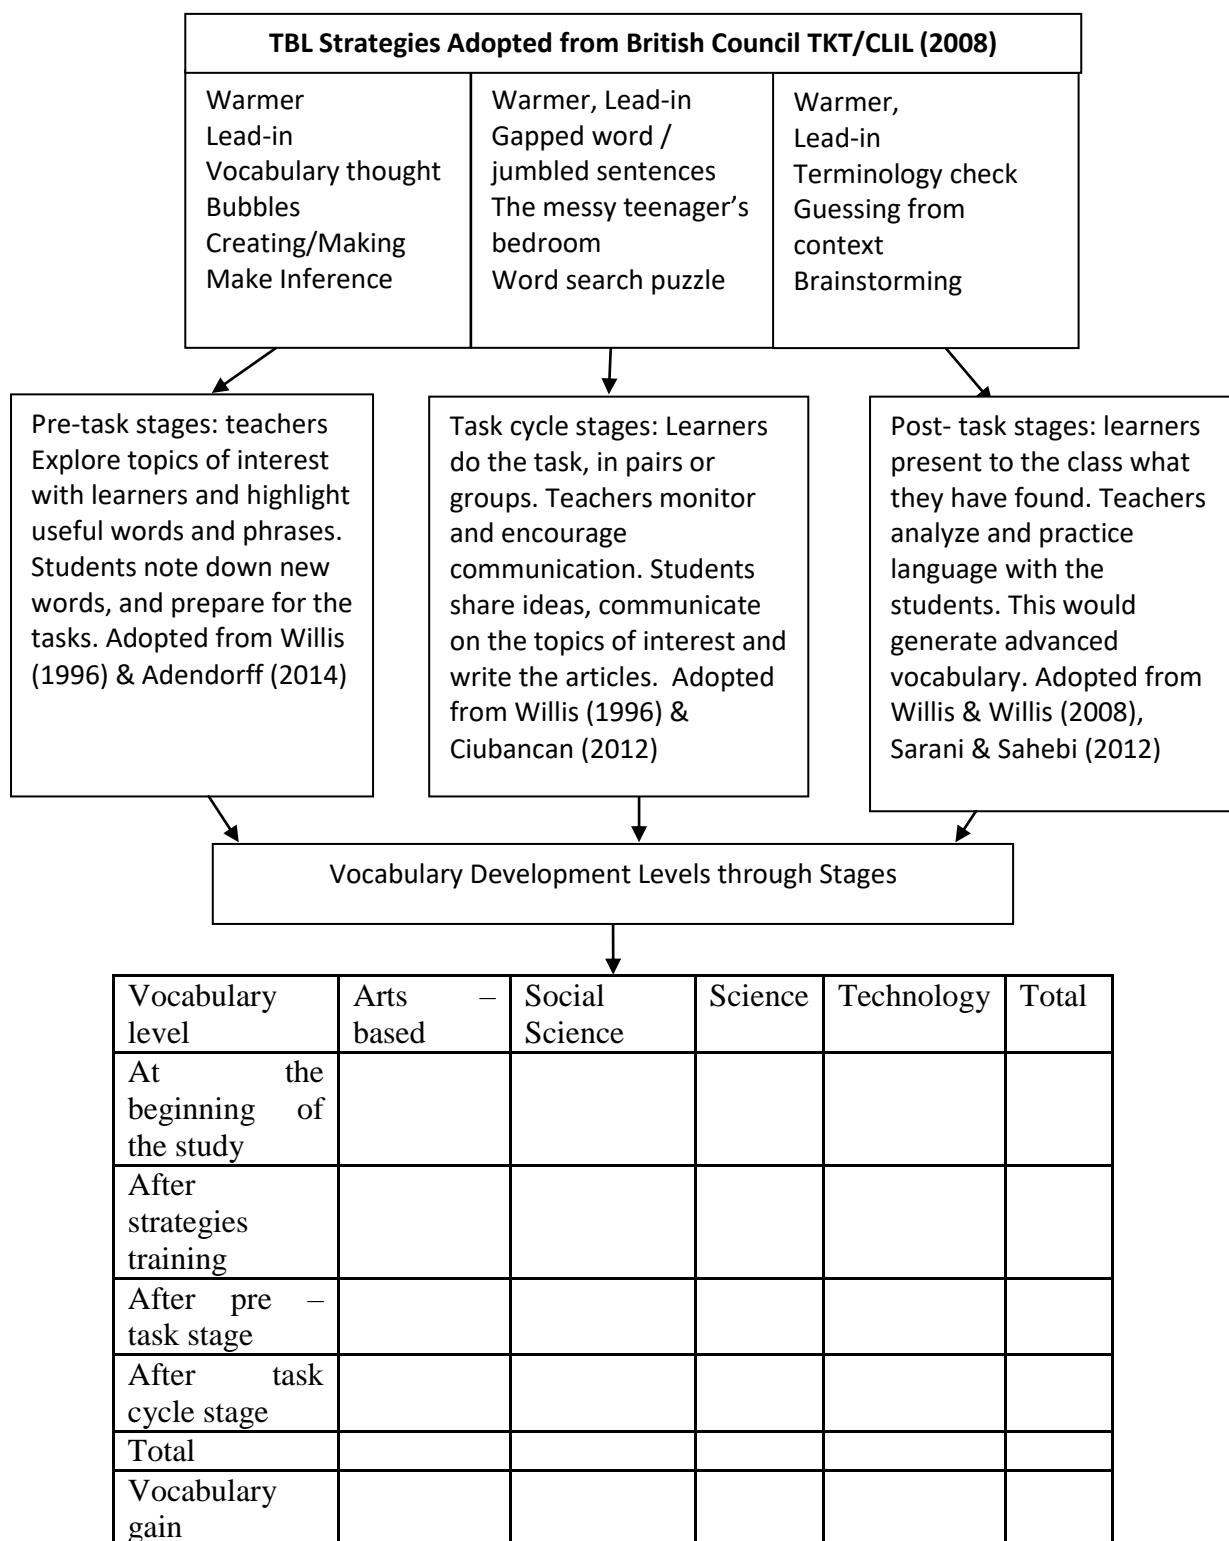 TBL Strategies Adopted from British Council TKT/CLIL (2008)
Warmer
Lead-in
Vocabulary thought
Bubbles
Creating/Making
Make Inference
Warmer, Lead-in
Gapped word /
jumbled sentences
The messy teenager’s
bedroom
Word search puzzle
Warmer,
Lead-in
Terminology check
Guessing from
context
Brainstorming
Pre-task stages: teachers
Explore topics of interest
with learners and highlight
useful words and phrases.
Students note down new
words, and prepare for the
tasks. Adopted from Willis
(1996) & Adendorff (2014)
Task cycle stages: Learners
do the task, in pairs or
groups. Teachers monitor
and encourage
communication. Students
share ideas, communicate
on the topics of interest and
write the articles.  Adopted
from Willis (1996) &
Ciubancan (2012)
Post- task stages: learners
present to the class what
they have found. Teachers
analyze and practice
language with the
students. This would
generate advanced
vocabulary. Adopted from
Willis & Willis (2008),
Sarani & Sahebi (2012)
Vocabulary Development Levels through Stages
Vocabulary
level
Arts –
based
Social
Science
Science
Technology
Total
At the
beginning of
the study
After
strategies
training
After pre –
task stage
After task
cycle stage
Total
Vocabulary
gain